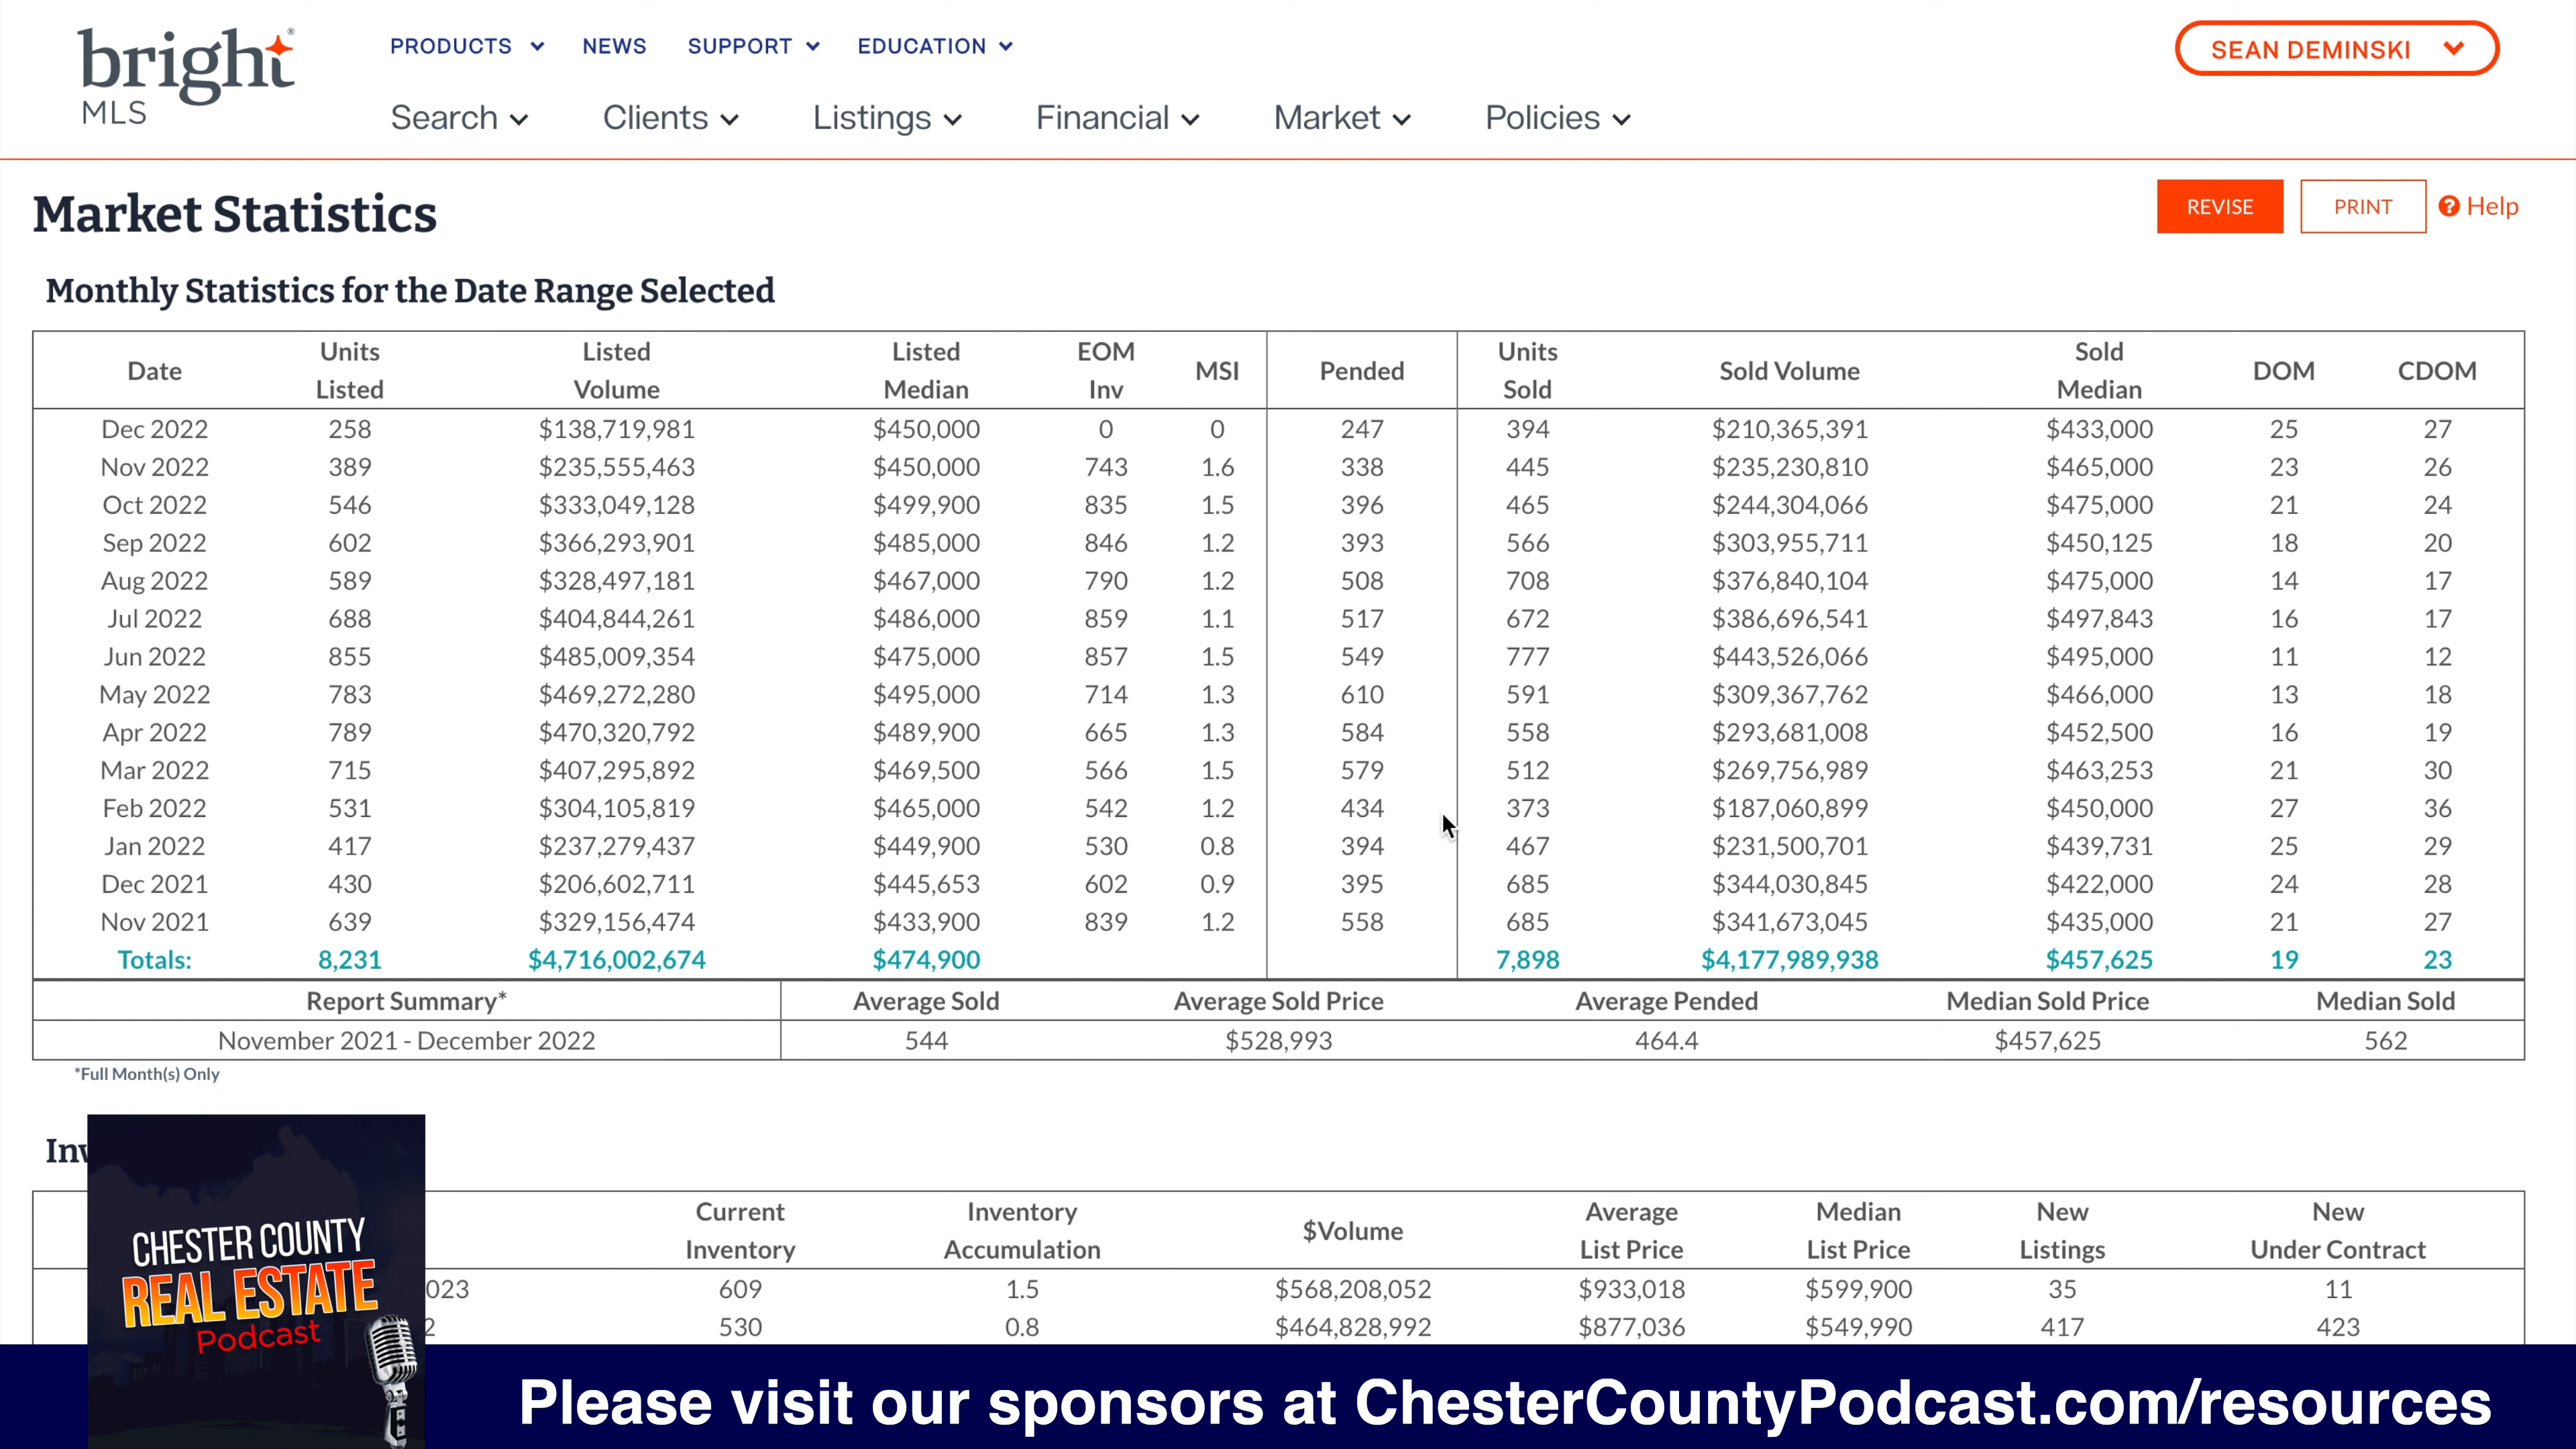 bright
MLS
PRODUCTS NEWS SUPPORT EDUCATION
SEAN DEMINSKI
Search Clients Listings Financial Market Policies
Market Statistics
REVISE PRINT Help
Monthly Statistics for the Date Range Selected
Date Units Listed Listed Volume Listed Median EOM Inv MSI Pended Units Sold Sold Volume Sold Median DOM CDOM
Dec 2022 258 $138,719,981 $450,000 0 0 247 394 $210,365,391 $433,000 25 27
Nov 2022 389 $235,555,463 $450,000 743 1.6 338 445 $235,230,810 $465,000 23 26
Oct 2022 546 $333,049,128 $499,900 835 1.5 396 465 $244,304,066 $475,000 21 24
Sep 2022 602 $366,293,901 $485,000 846 1.2 393 566 $303,955,711 $450,125 18 20
Aug 2022 589 $328,497,181 $467,000 790 1.2 508 708 $376,840,104 $475,000 14 17
Jul 2022 688 $404,844,261 $486,000 859 1.1 517 672 $386,696,541 $497,843 16 17
Jun 2022 855 $485,009,354 $475,000 857 1.5 549 777 $443,526,066 $495,000 11 12
May 2022 783 $469,272,280 $495,000 714 1.3 610 591 $309,367,762 $466,000 13 18
Apr 2022 789 $470,320,792 $489,900 665 1.3 584 558 $293,681,008 $452,500 16 19
Mar 2022 715 $407,295,892 $469,500 566 1.5 579 512 $269,756,989 $463,253 21 30
Feb 2022 531 $304,105,819 $465,000 542 1.2 434 373 $187,060,899 $450,000 27 36
Jan 2022 417 $237,279,437 $449,900 530 0.8 394 467 $231,500,701 $439,731 25 29
Dec 2021 430 $206,602,711 $445,653 602 0.9 395 685 $344,030,845 $422,000 24 28
Nov 2021 639 $329,156,474 $433,900 839 1.2 558 685 $341,673,045 $435,000 21 27
Totals: 8,231 $4,716,002,674 $474,900 7,898 $4,177,989,938 $457,625 19 23
Report Summary* Average Sold Average Sold Price Average Pended Median Sold Price Median Sold
November 2021 - December 2022 544 $528,993 464.4 $457,625 562
*Full Month(s) Only
Current Inventory Inventory Accumulation $Volume Average List Price Median List Price New Listings New Under Contract
023 609 1.5 $568,208,052 $933,018 $599,900 35 11
2 530 0.8 $464,828,992 $877,036 $549,990 417 423
CHESTER COUNTY
REAL ESTATE
Podcast
Please visit our sponsors at ChesterCountyPodcast.com/resources